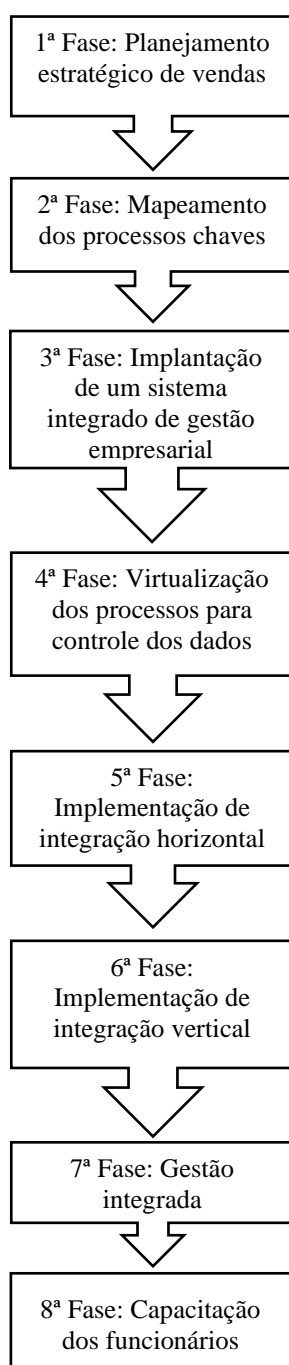 1ª Fase: Planejamento
estratégico de vendas
2ª Fase: Mapeamento
dos processos chaves
3ª Fase: Implantação
de um sistema
integrado de gestão
empresarial
4ª Fase: Virtualização
dos processos para
controle dos dados
5ª Fase:
Implementação de
integração horizontal
6ª Fase:
Implementação de
integração vertical
7ª Fase: Gestão
integrada
8ª Fase: Capacitação
dos funcionários